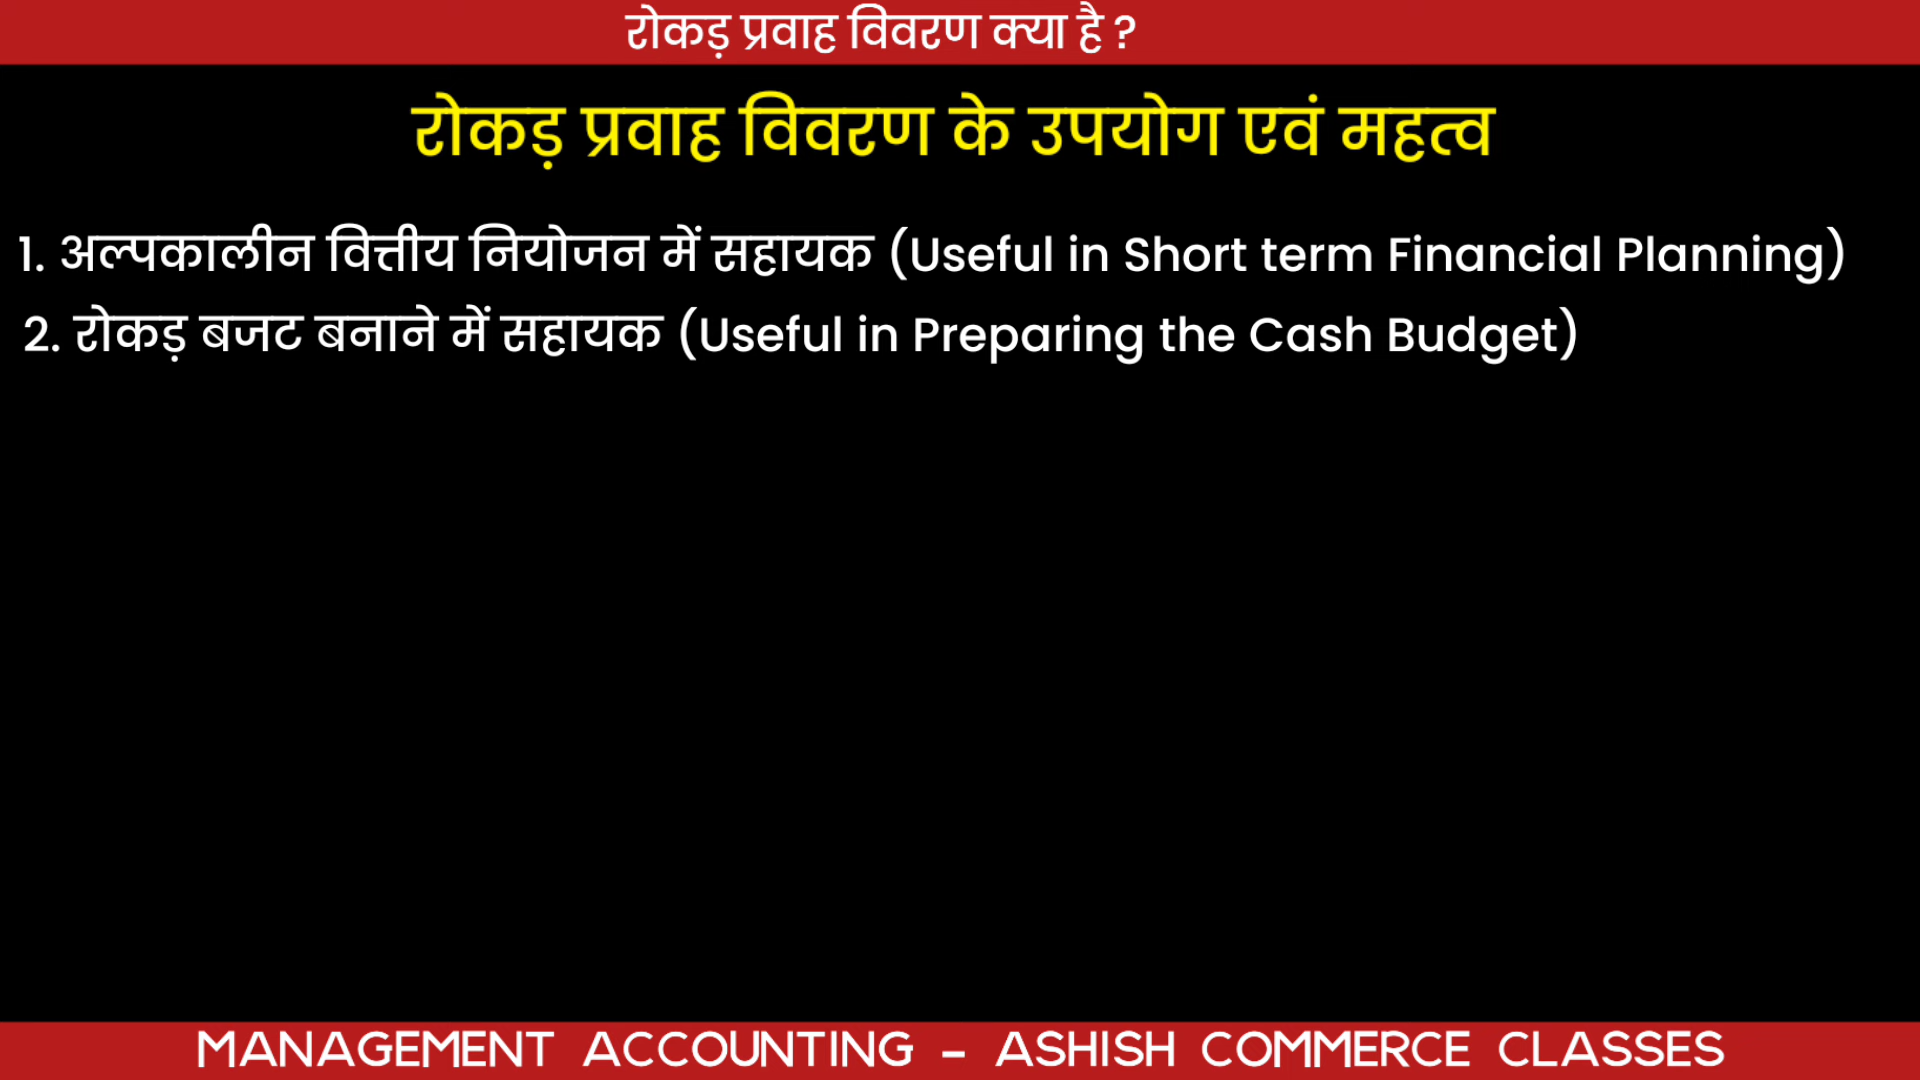 रोकड़ प्रवाह विवरण क्या है ?
रोकड़ प्रवाह विवरण के उपयोग एवं महत्व
1. अल्पकालीन वित्तीय नियोजन में सहायक (Useful in Short term Financial Planning)
2. रोकड़ बजट बनाने में सहायक (Useful in Preparing the Cash Budget)
MANAGEMENT ACCOUNTING - ASHISH COMMERCE CLASSES